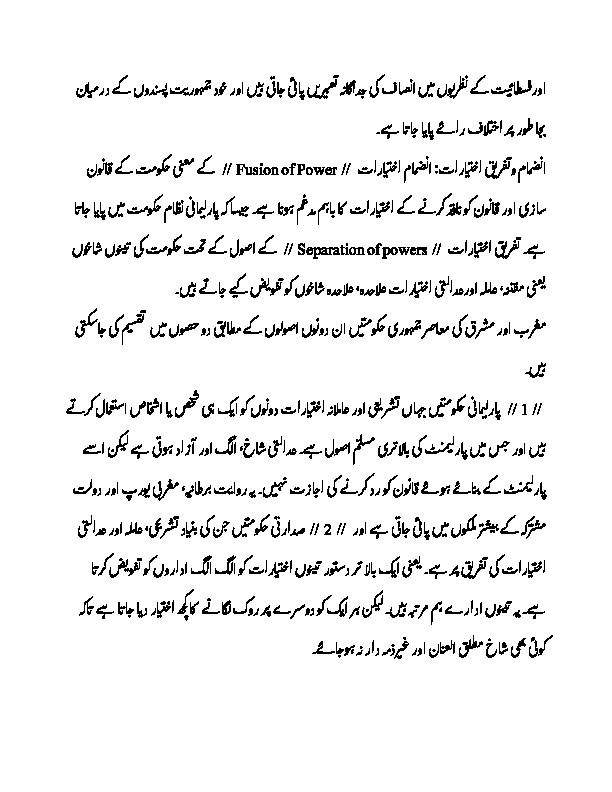 اور فسطائیت کے نظریوں میں انصاف کی جداگانہ تعبیریں پائی جاتی ہیں اور خود جمہوریت پسندوں کے درمیان
بجا طور پر اختلاف رائے پایا جاتا ہے۔
انضمام و تفریق اختیارات: انضمام اختیارات // Fusion of Power // کے معنی حکومت کے قانون
سازی اور قانون کو نافذ کرنے کے اختیارات کا باہم مدغم ہونا ہے۔ جیسا کہ پارلیمانی نظام حکومت میں پایا جاتا
ہے۔ تفریق اختیارات // Separation of powers // کے اصول کے تحت حکومت کی تینوں شاخوں
یعنی مقننہ، عاملہ اور عدالتی اختیارات علاحدہ، علاحدہ شاخوں کو تفویض کیے جاتے ہیں۔
مغرب اور مشرق کی معاصر جمہوری حکومتیں ان دونوں اصولوں کے مطابق دو حصوں میں تقسیم کی جاسکتی
ہیں۔
// 1 // پارلیمانی حکومتیں جہاں تشریعی اور عاملانہ اختیارات دونوں کو ایک ہی شخص یا اشخاص استعمال کرتے
ہیں اور جس میں پارلیمنٹ کی بالاتری مسلم اصول ہے۔ عدالتی شاخ، الگ اور آزاد ہوتی ہے لیکن اسے
پارلیمنٹ کے بنائے ہوئے قانون کو رد کرنے کی اجازت نہیں۔ یہ روایت برطانیہ، مغربی یورپ اور دولت
مشترکہ کے بیشتر ملکوں میں پائی جاتی ہے اور // 2 // صدارتی حکومتیں جن کی بنیاد تشریعی، عاملہ اور عدالتی
اختیارات کی تفریق پر ہے۔ یعنی ایک بالا تر دستور تینوں اختیارات کو الگ الگ اداروں کو تفویض کرتا
ہے۔ یہ تینوں ادارے ہم مرتبہ ہیں۔ لیکن ہر ایک کو دوسرے پر روک لگانے کا کچھ اختیار دیا جاتا ہے تاکہ
کوئی بھی شاخ مطلق العنان اور غیر ذمہ دار نہ ہوجائے۔